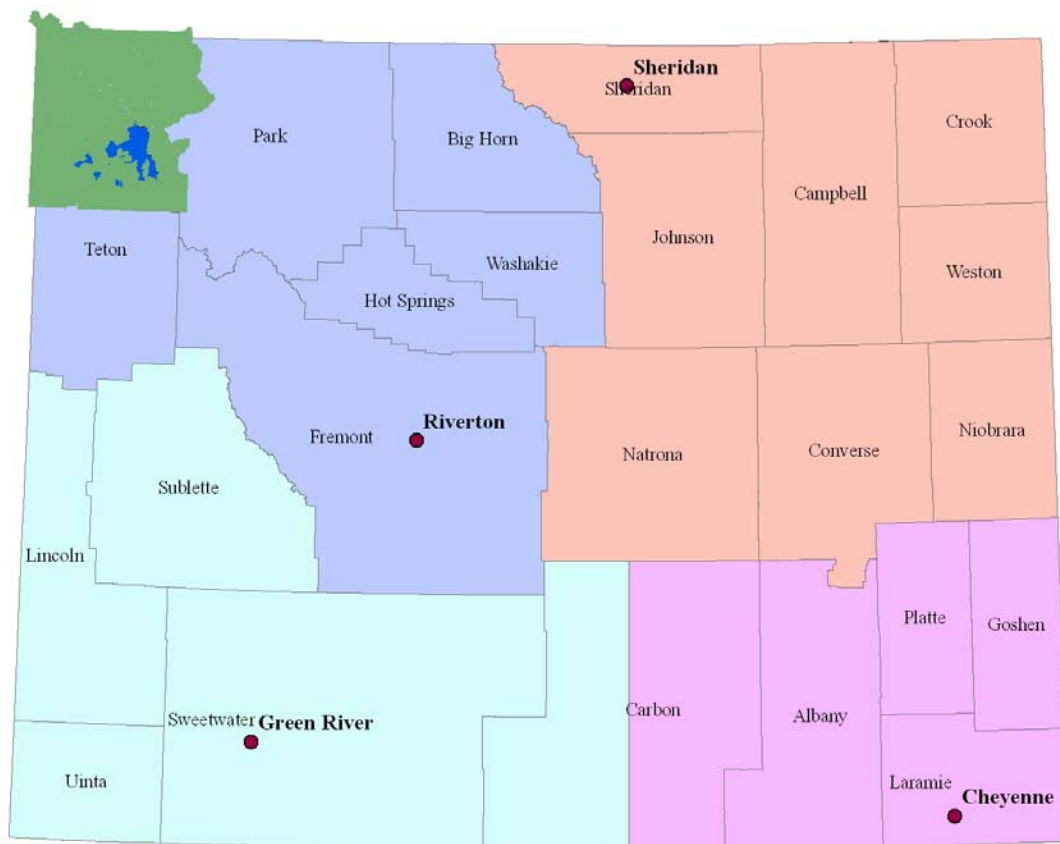 Sheridan
Sheridan
Crook
Park
Big Horn
Campbell
Johnson
Teton
Washakie
Weston
Hot Springs
Riverton
Fremont
Niobrara
Natrona
Converse
Sublette
Lincoln
Platte
Goshen
Carbon
Albany
Sweetwater
Green River
Uinta
Laramie
Cheyenne